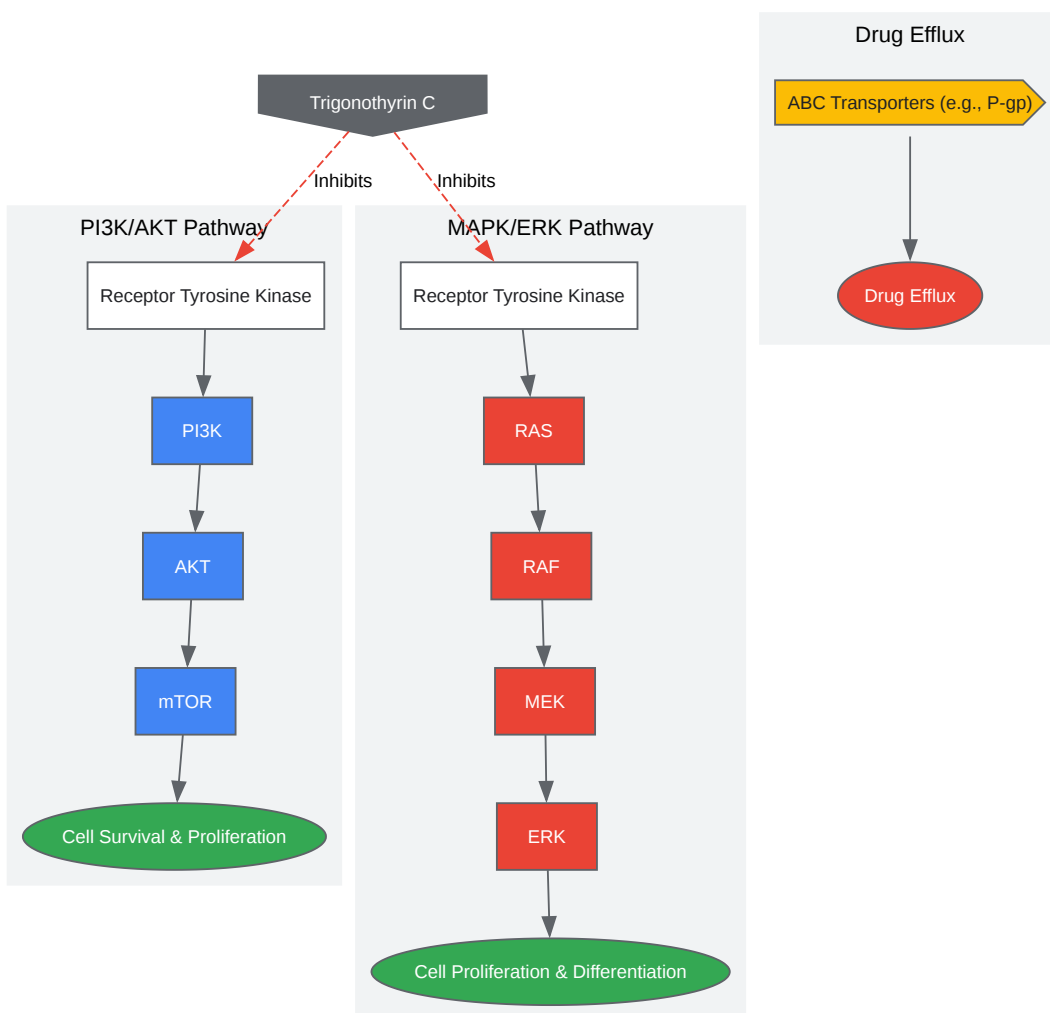 Drug Efflux
ABC Transporters (e.g., P-gp)
Drug Efflux
Trigonothyrin C
Inhibits
Inhibits
PI3K/AKT Pathway
Receptor Tyrosine Kinase
PI3K
AKT
mTOR
Cell Survival & Proliferation
MAPK/ERK Pathway
Receptor Tyrosine Kinase
RAS
RAF
MEK
ERK
Cell Proliferation & Differentiation